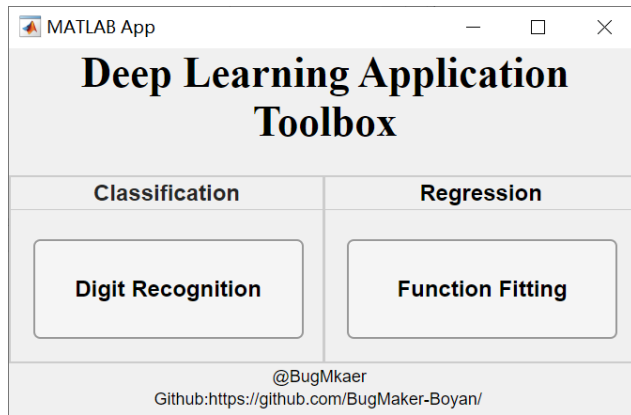 MATLAB App
Deep Learning Application
Toolbox
Classification
Regression
Digit Recognition
Function Fitting
@BugMkaer
Github:https://github.com/BugMaker-Boyan/